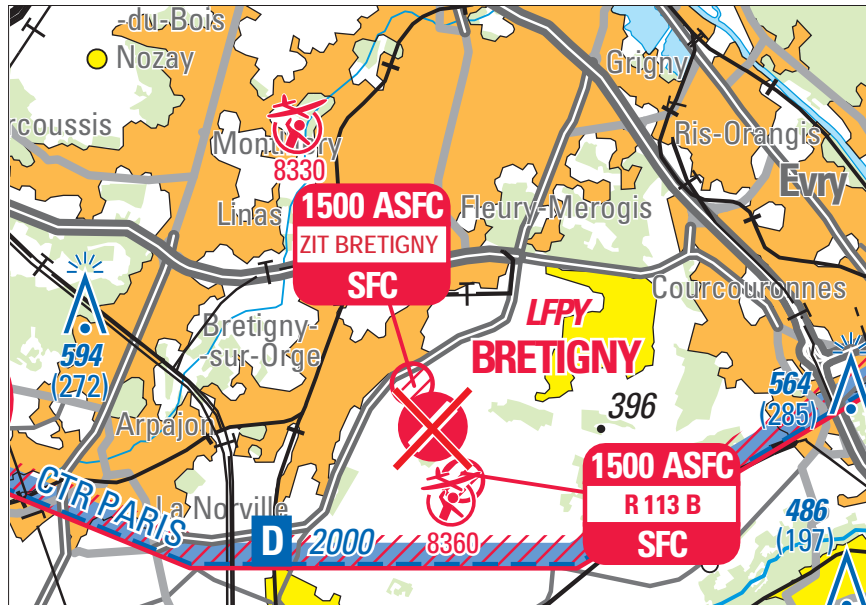 -du-Bois
Nozay
Grigny
rcoussis
8330
Ris-Orangis
Evry
1500 ASFC
ZIT BRETIGNY
SFC
Linas
Fleury-Merogis
Courcouronnes
LFPY
BRETIGNY
Bretigny-
-sur-Orge
594
(272)
564
(285)
396
Arpajon
1500 ASFC
R 113 B
SFC
CTR PARIS
La Norville
D 2000
8360
486
(197)